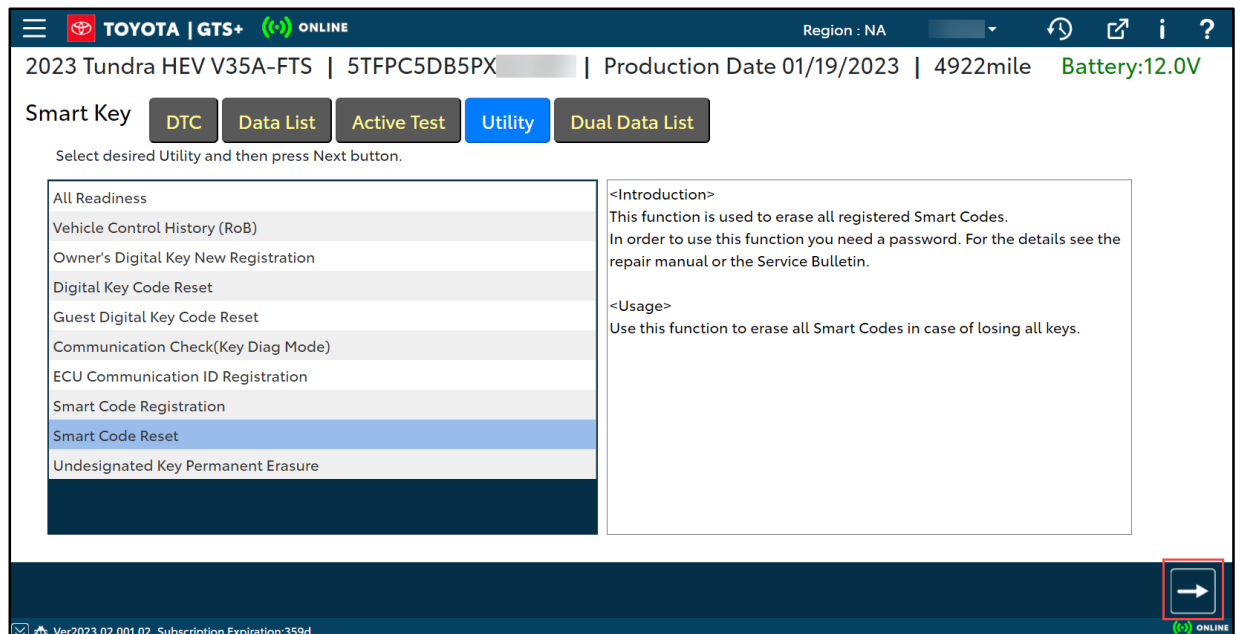 TOYOTA | GTS+ ONLINE Region : NA i ?
2023 Tundra HEV V35A-FTS | 5TFPC5DB5PX | Production Date 01/19/2023 | 4922mile Battery:12.0V
Smart Key DTC Data List Active Test Utility Dual Data List
Select desired Utility and then press Next button.
All Readiness
Vehicle Control History (RoB)
Owner's Digital Key New Registration
Digital Key Code Reset
Guest Digital Key Code Reset
Communication Check(Key Diag Mode)
ECU Communication ID Registration
Smart Code Registration
Smart Code Reset
Undesignated Key Permanent Erasure
<Introduction>
This function is used to erase all registered Smart Codes.
In order to use this function you need a password. For the details see the
repair manual or the Service Bulletin.
<Usage>
Use this function to erase all Smart Codes in case of losing all keys.
Ver2023.02.001.02 Subscription Expiration:359d
ONLINE